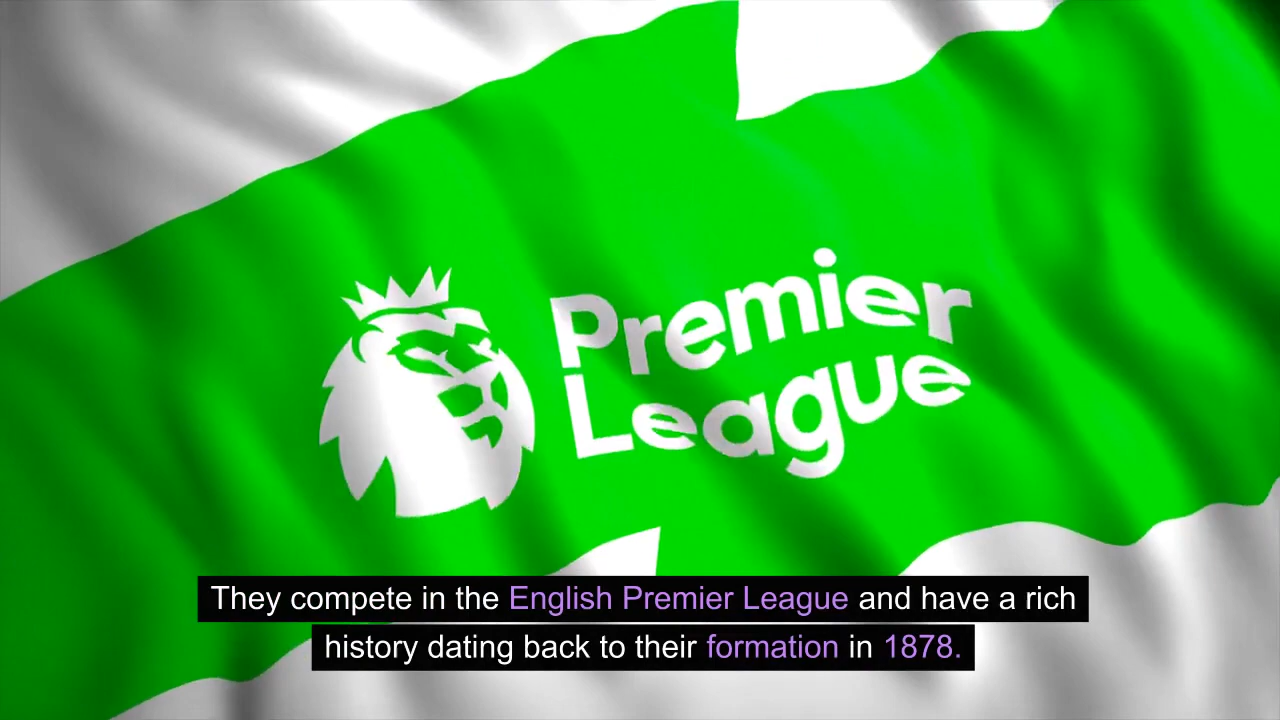 Premier
League
They compete in the English Premier League and have a rich
history dating back to their formation in 1878.